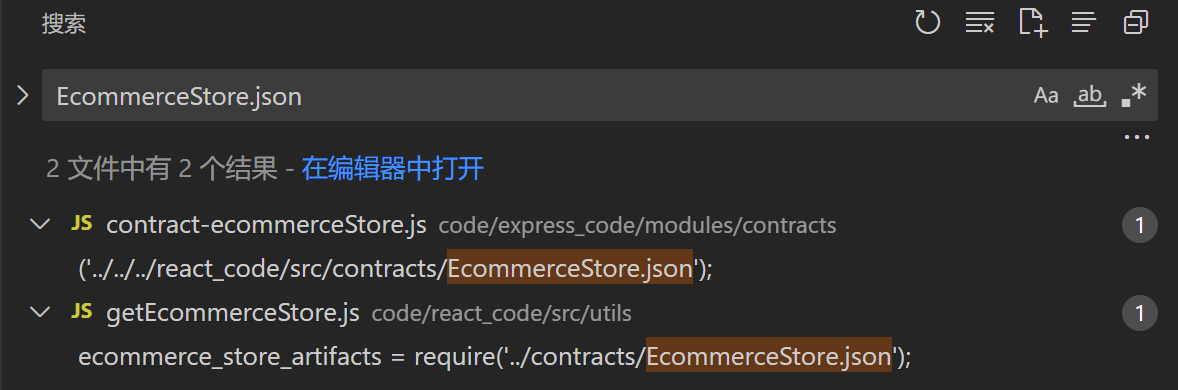 搜索
EcommerceStore.json Aa ab .*
...
2 文件中有 2 个结果 - 在编辑器中打开
JS contract-ecommerceStore.js code/express_code/modules/contracts 1
('../../../react_code/src/contracts/EcommerceStore.json');
JS getEcommerceStore.js code/react_code/src/utils 1
ecommerce_store_artifacts = require('../contracts/EcommerceStore.json');